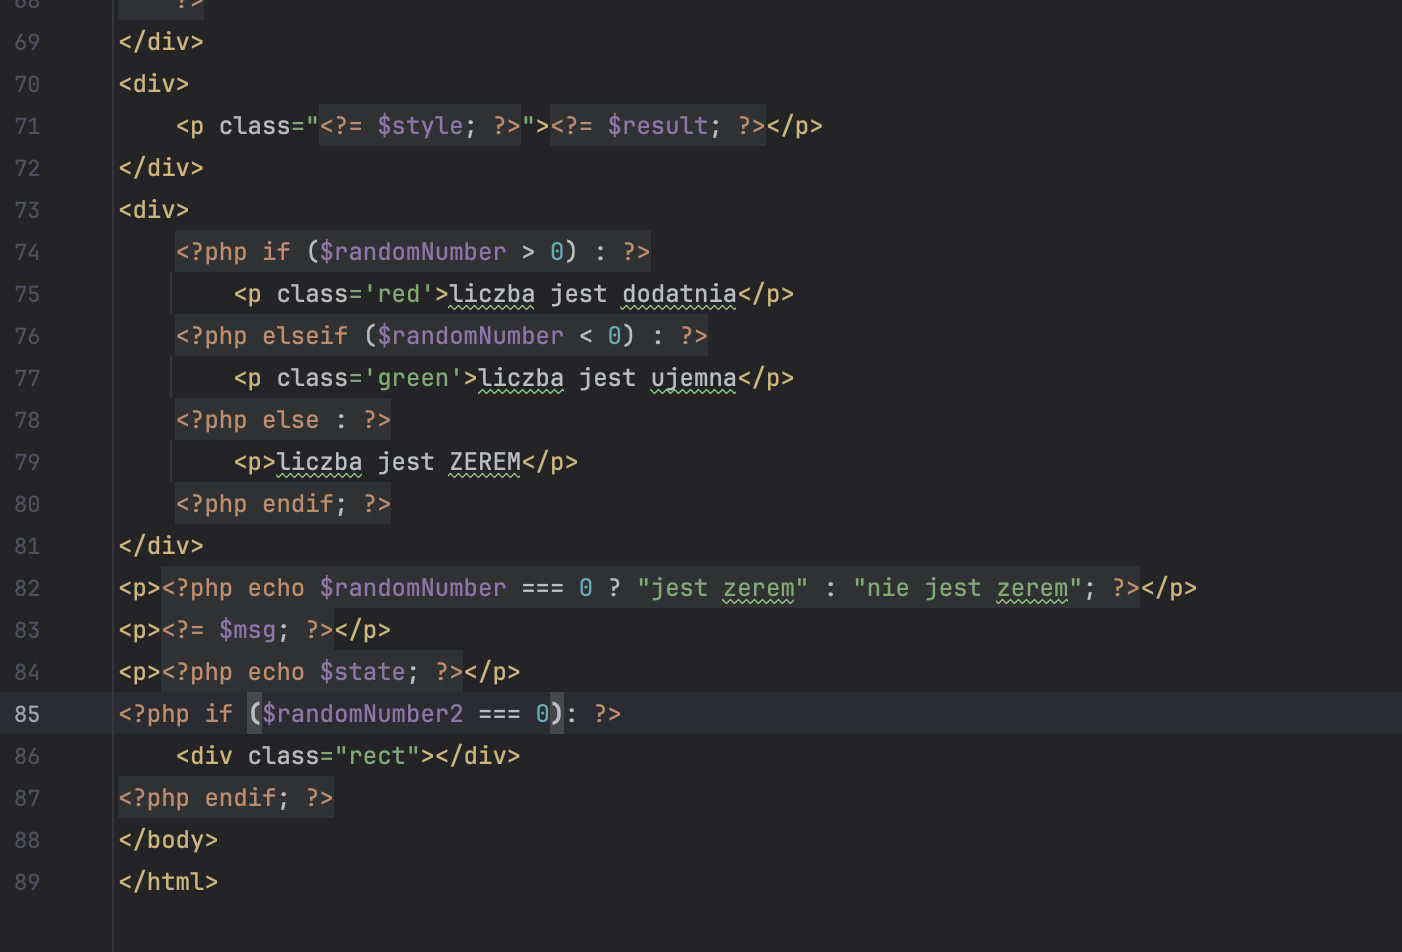 68 ?>
69 </div>
70 <div>
71     <p class="<?= $style; ?>"><?= $result; ?></p>
72 </div>
73 <div>
74     <?php if ($randomNumber > 0) : ?>
75         <p class='red'>liczba jest dodatnia</p>
76     <?php elseif ($randomNumber < 0) : ?>
77         <p class='green'>liczba jest ujemna</p>
78     <?php else : ?>
79         <p>liczba jest ZEREM</p>
80     <?php endif; ?>
81 </div>
82 <p><?php echo $randomNumber === 0 ? "jest zerem" : "nie jest zerem"; ?></p>
83 <p><?= $msg; ?></p>
84 <p><?php echo $state; ?></p>
85 <?php if ($randomNumber2 === 0): ?>
86     <div class="rect"></div>
87 <?php endif; ?>
88 </body>
89 </html>